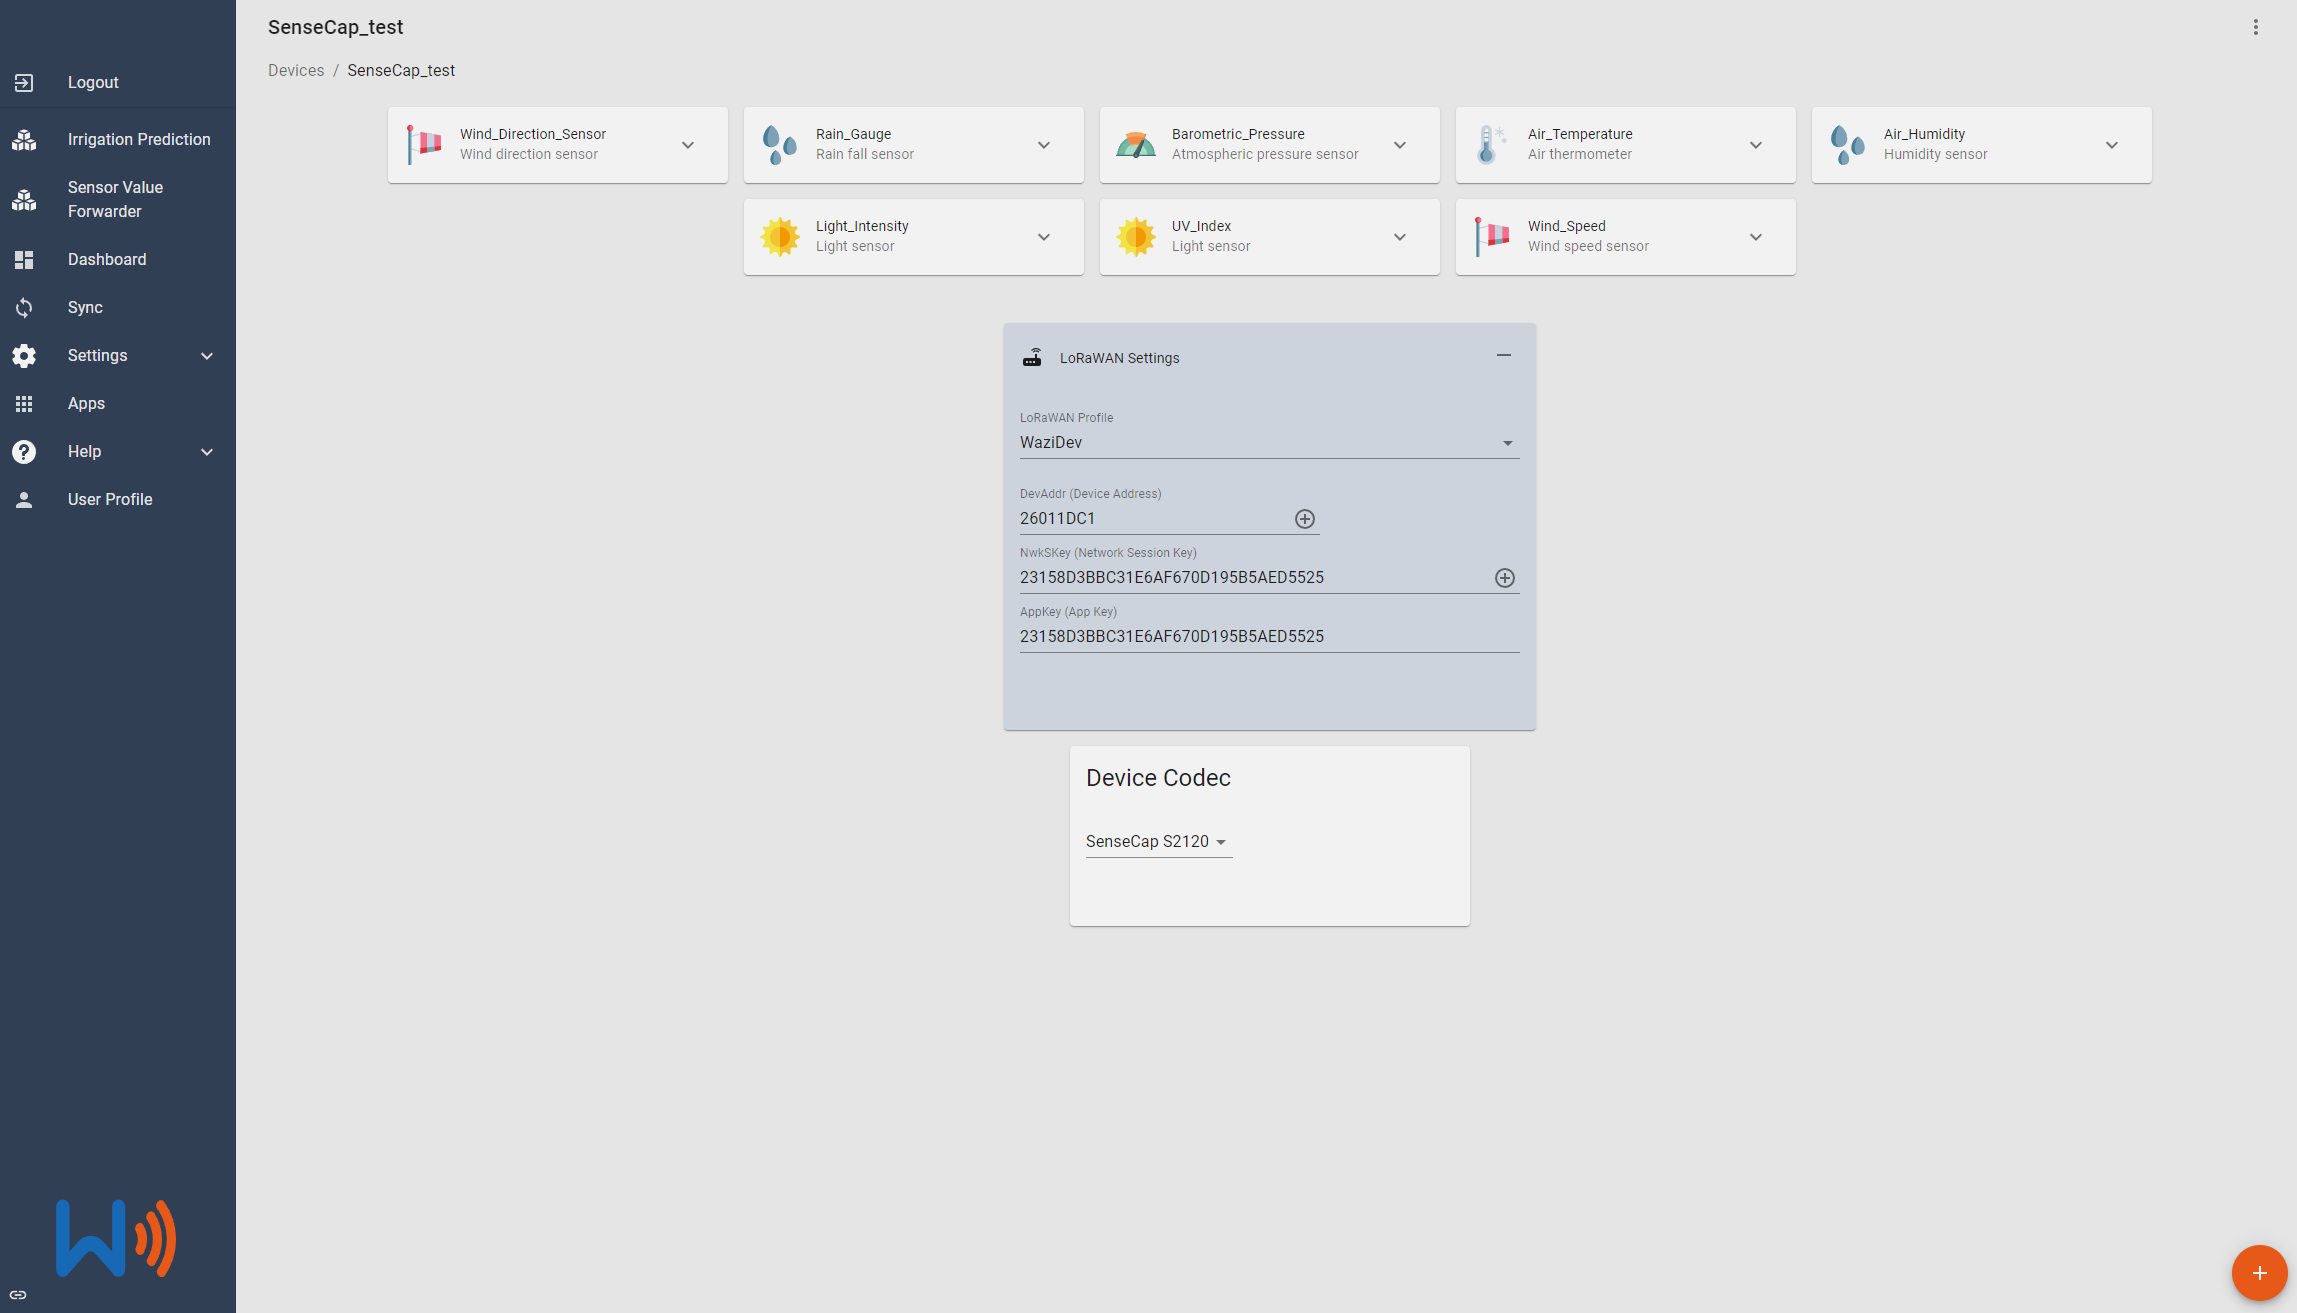 SenseCap_test
Devices / SenseCap_test
Logout
Irrigation Prediction
Sensor Value
Forwarder
Dashboard
Sync
Settings
Apps
Help
User Profile
Wind_Direction_Sensor
Wind direction sensor
Rain_Gauge
Rain fall sensor
Barometric_Pressure
Atmospheric pressure sensor
Air_Temperature
Air thermometer
Air_Humidity
Humidity sensor
Light_Intensity
Light sensor
UV_Index
Light sensor
Wind_Speed
Wind speed sensor
LoRaWAN Settings
LoRaWAN Profile
WaziDev
DevAddr (Device Address)
26011DC1
NwkSKey (Network Session Key)
23158D3BBC31E6AF670D195B5AED5525
AppKey (App Key)
23158D3BBC31E6AF670D195B5AED5525
Device Codec
SenseCap S2120